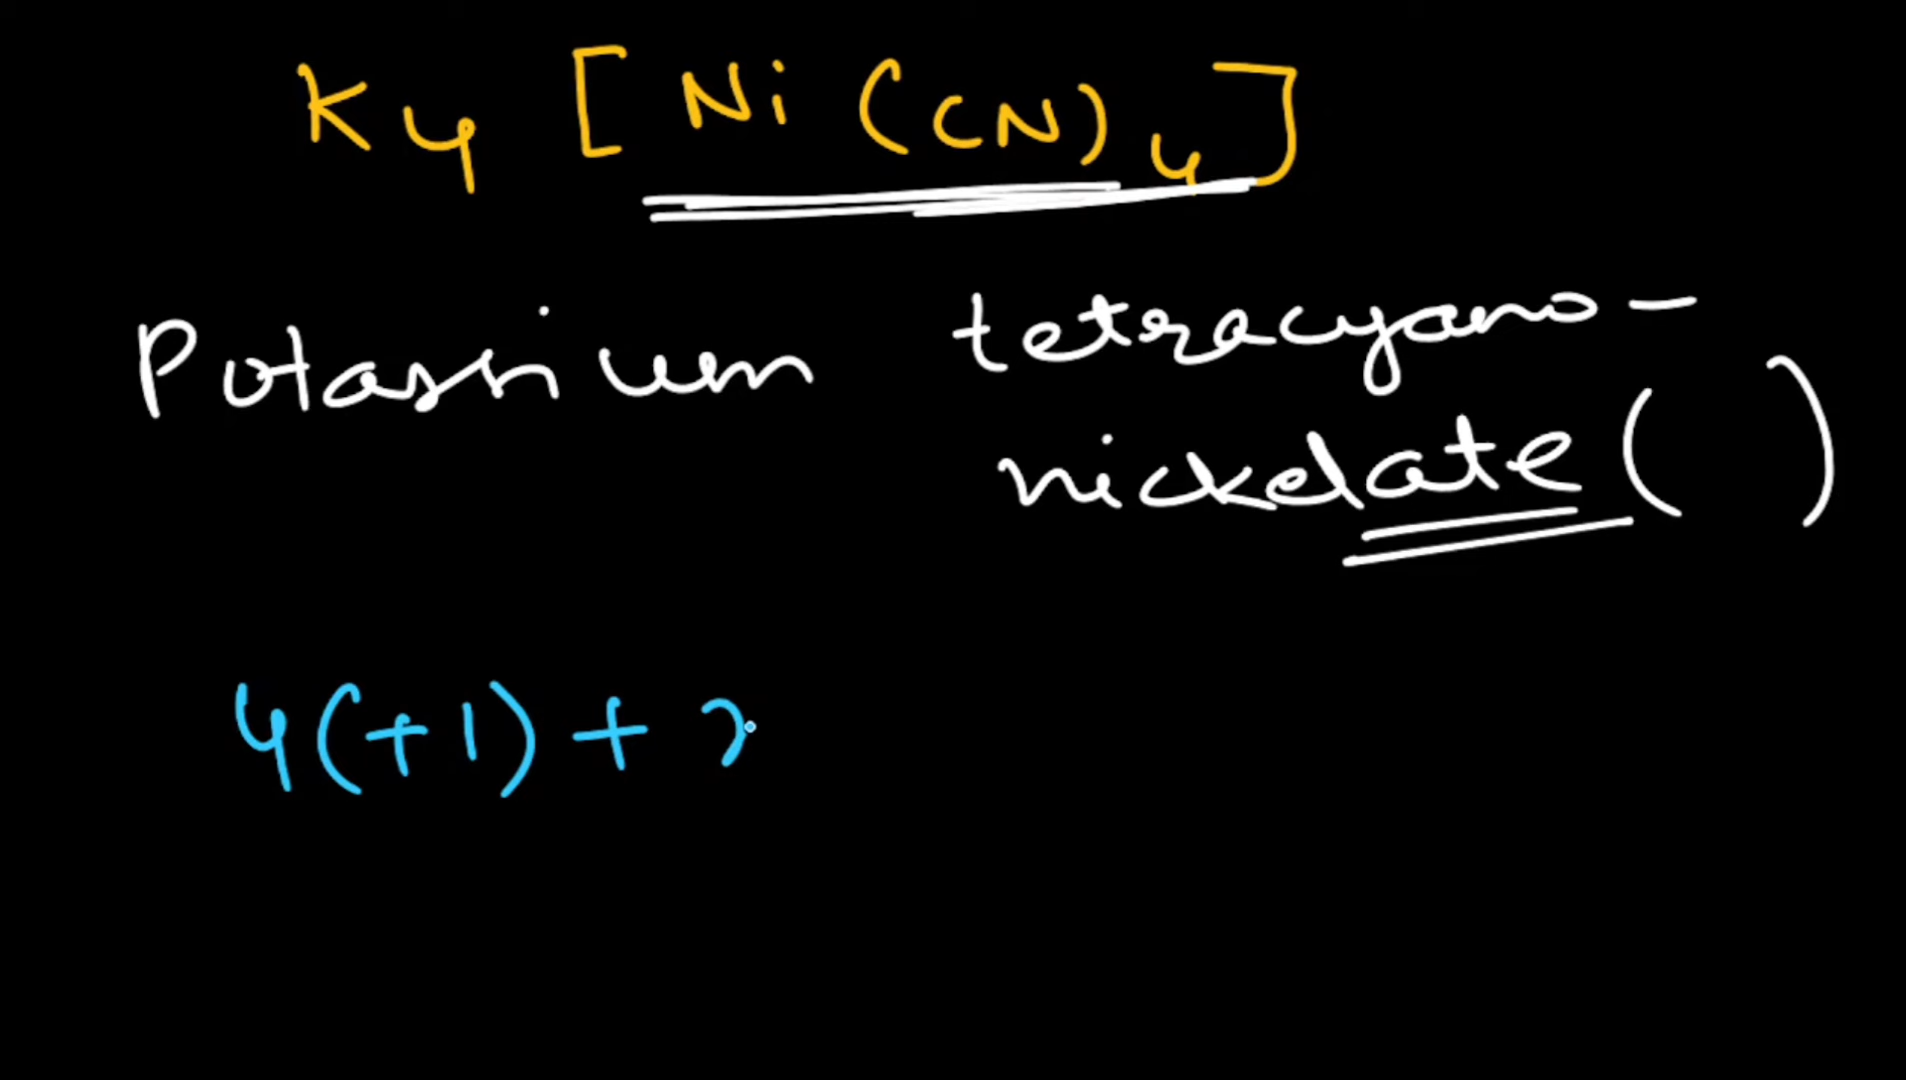 K4 [Ni(CN)4]
Potassium tetracyano-
nickelate( )
4(+1) +